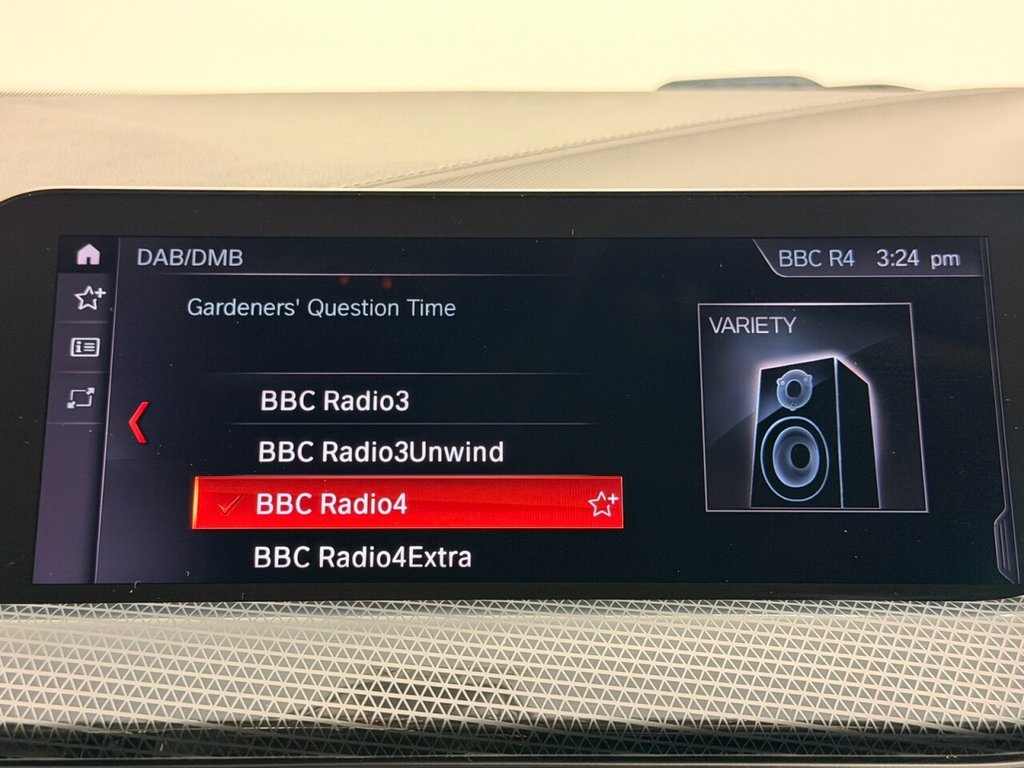 DAB/DMB
BBC R4 3:24 pm
Gardeners' Question Time
VARIETY
BBC Radio3
BBC Radio3Unwind
BBC Radio4
BBC Radio4Extra